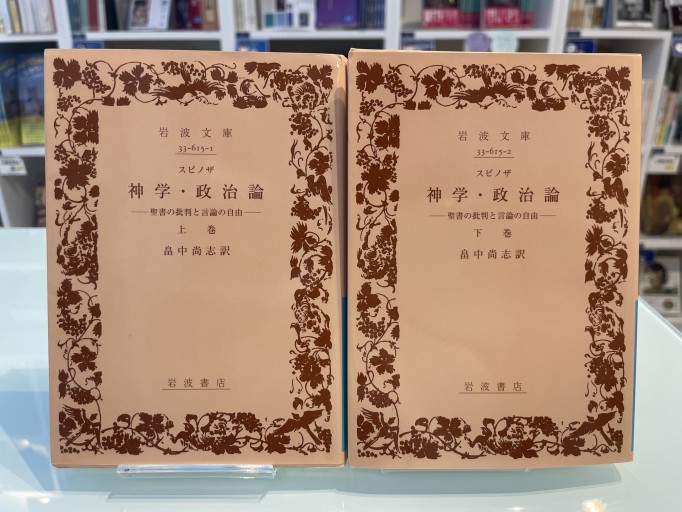 岩波文庫
33-615-1
スピノザ
神学・政治論
——聖書の批判と言論の自由——
上巻
畠中尚志訳
岩波書店
岩波文庫
33-615-2
スピノザ
神学・政治論
——聖書の批判と言論の自由——
下巻
畠中尚志訳
岩波書店